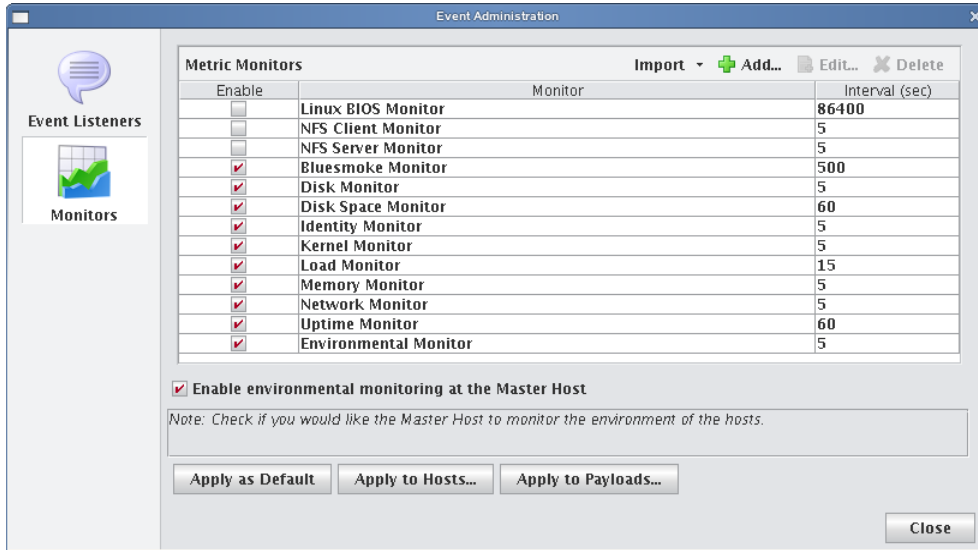 Event Administration
Event Listeners
Monitors
Metric Monitors Import Add... Edit... Delete
Enable Monitor Interval (sec)
Linux BIOS Monitor 86400
NFS Client Monitor 5
NFS Server Monitor 5
Bluesmoke Monitor 500
Disk Monitor 5
Disk Space Monitor 60
Identity Monitor 5
Kernel Monitor 5
Load Monitor 15
Memory Monitor 5
Network Monitor 5
Uptime Monitor 60
Environmental Monitor 5
Enable environmental monitoring at the Master Host
Note: Check if you would like the Master Host to monitor the environment of the hosts.
Apply as Default Apply to Hosts... Apply to Payloads...
Close